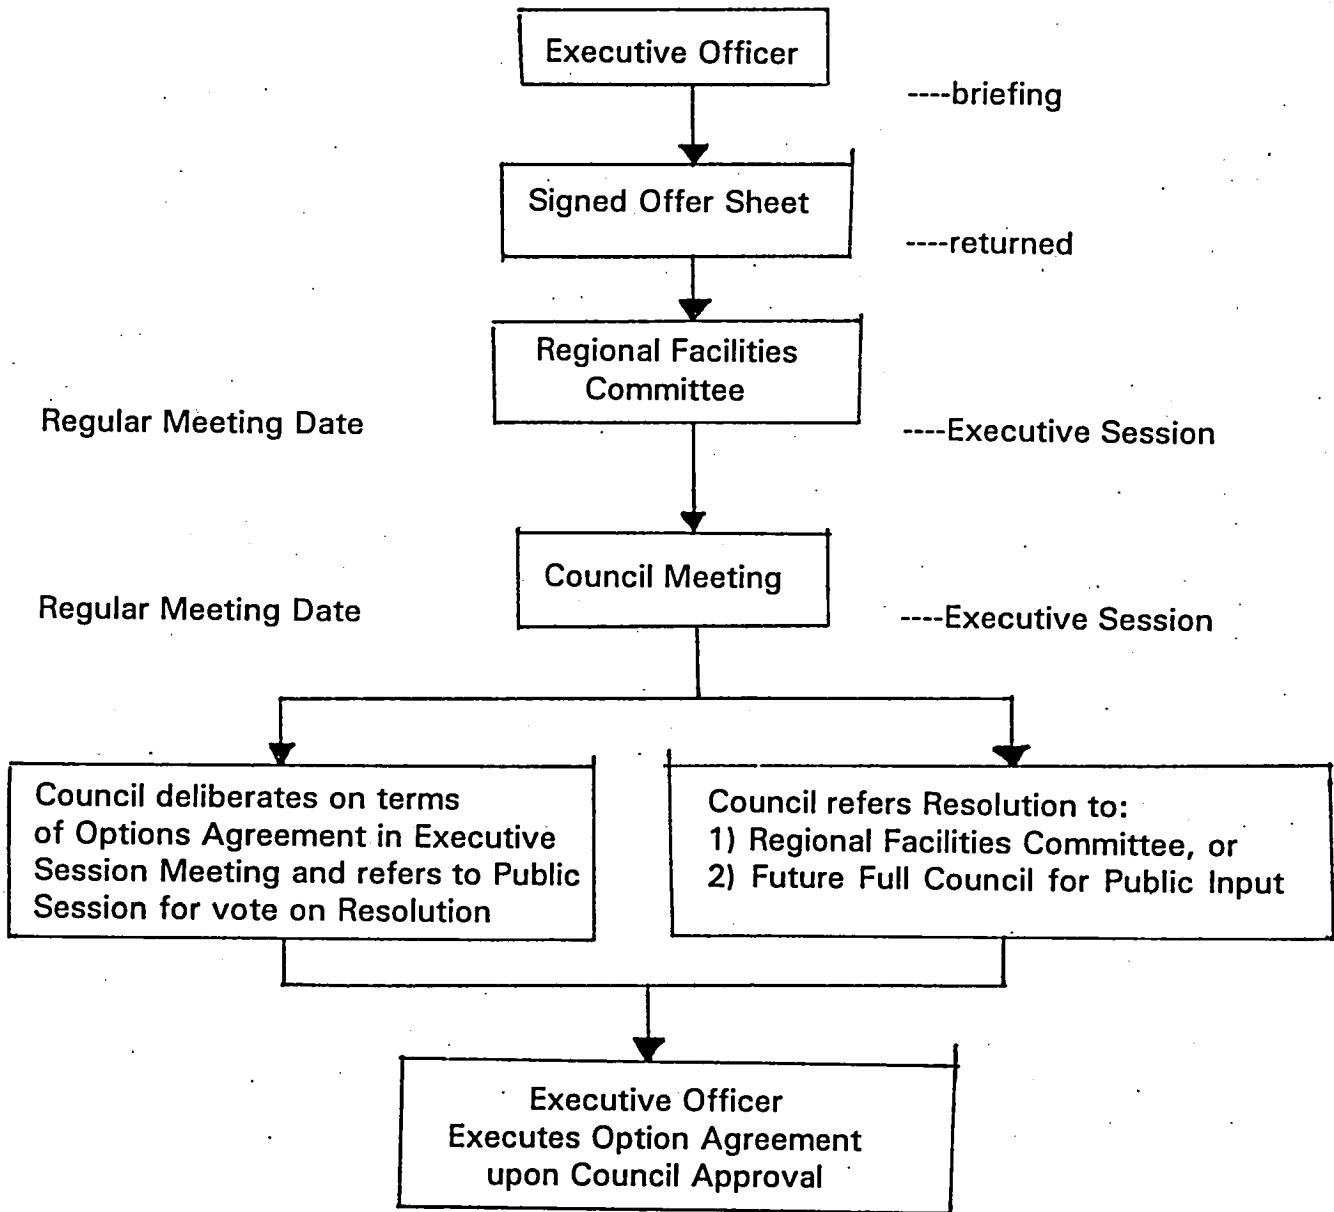 Executive Officer
----briefing
Signed Offer Sheet
----returned
Regional Facilities
Committee
Regular Meeting Date
----Executive Session
Council Meeting
Regular Meeting Date
----Executive Session
Council deliberates on terms
of Options Agreement in Executive
Session Meeting and refers to Public
Session for vote on Resolution
Council refers Resolution to:
1) Regional Facilities Committee, or
2) Future Full Council for Public Input
Executive Officer
Executes Option Agreement
upon Council Approval